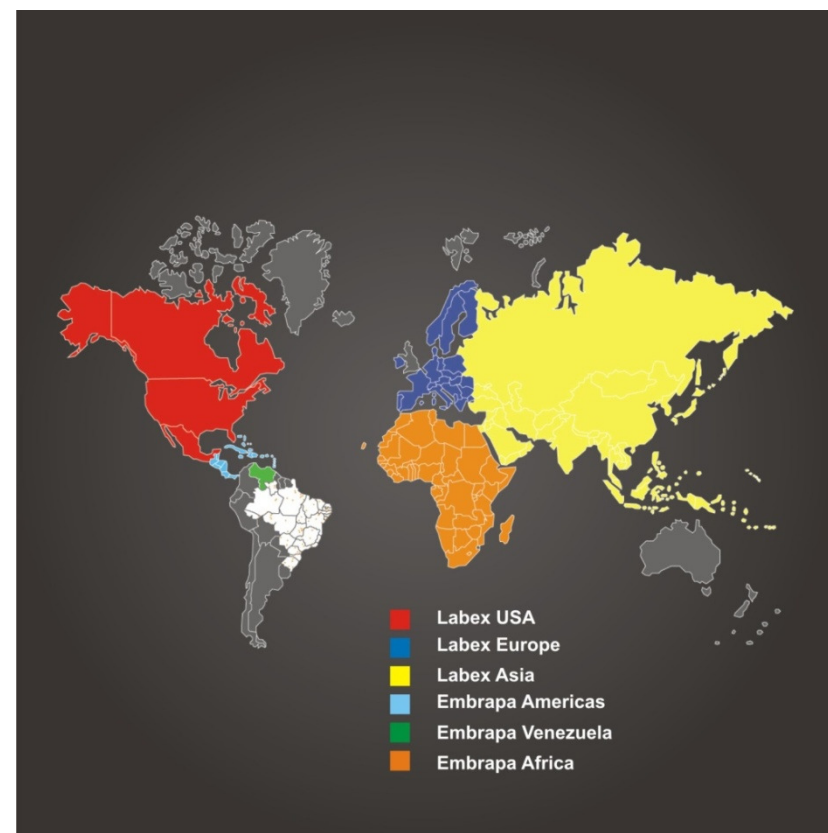 Labex USA
Labex Europe
Labex Asia
Embrapa Americas
Embrapa Venezuela
Embrapa Africa